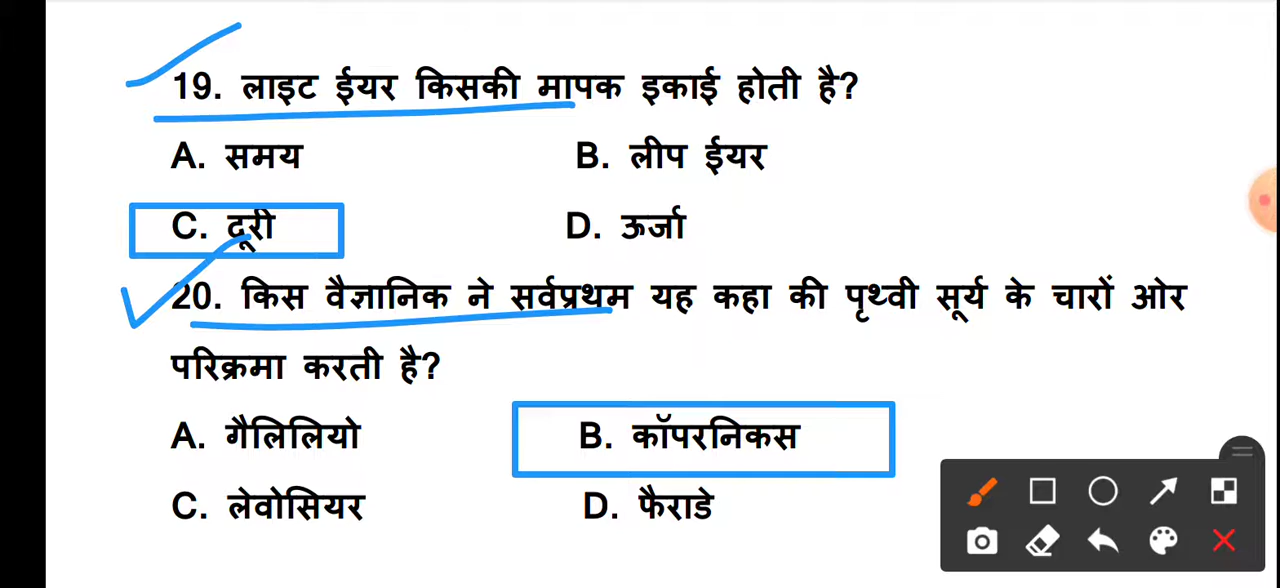 19. लाइट ईयर किसकी मापक इकाई होती है?
A. समय B. लीप ईयर
C. दूरी D. ऊर्जा
20. किस वैज्ञानिक ने सर्वप्रथम यह कहा की पृथ्वी सूर्य के चारों ओर
परिक्रमा करती है?
A. गैलिलियो B. कॉपरनिकस
C. लेवोसियर D. फैराडे